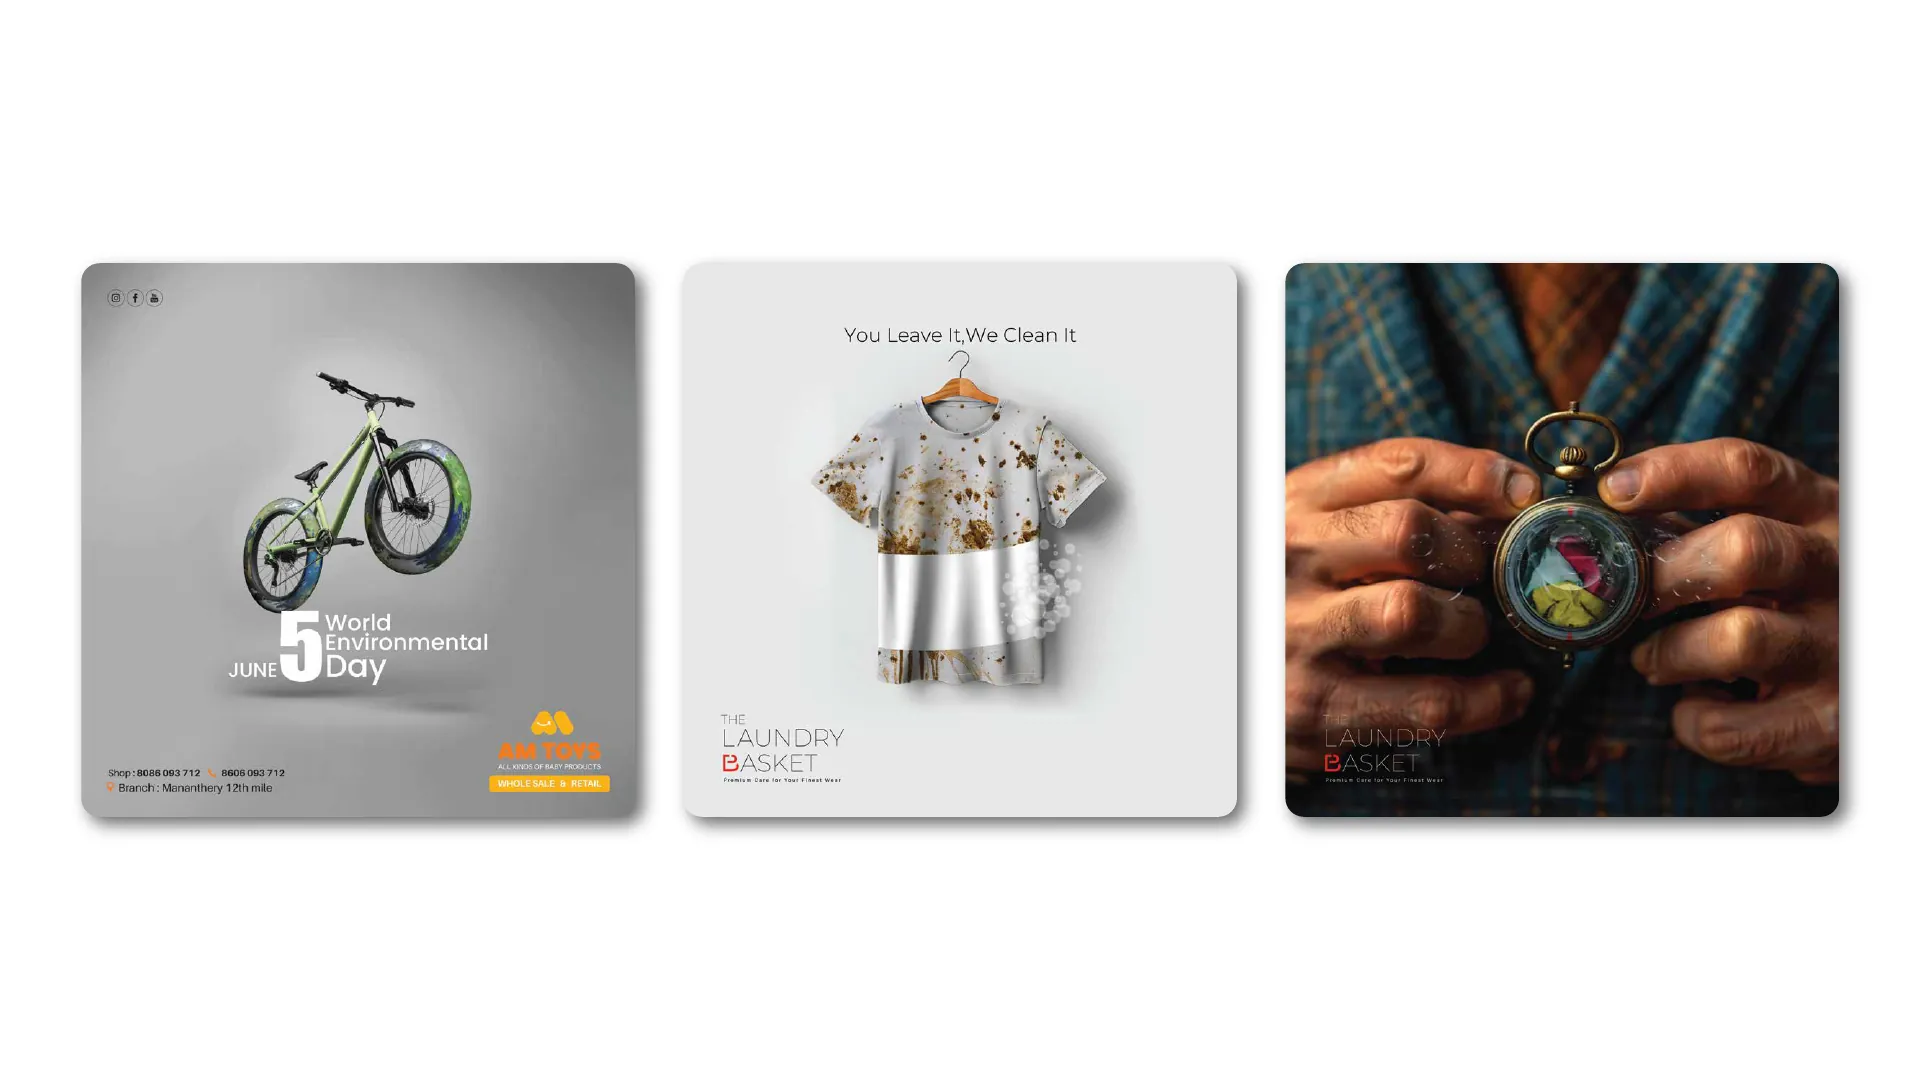 JUNE 5 World
Environmental
Day
AM TOYS
ALL KINDS OF BABY PRODUCTS
WHOLE SALE & RETAIL
Shop : 8086 093 712 8606 093 712
Branch : Mananthery 12th mile
You Leave It,We Clean It
THE
LAUNDRY
BASKET
Premium Care for Your Finest Wear
THE
LAUNDRY
BASKET
Premium Care for Your Finest Wear